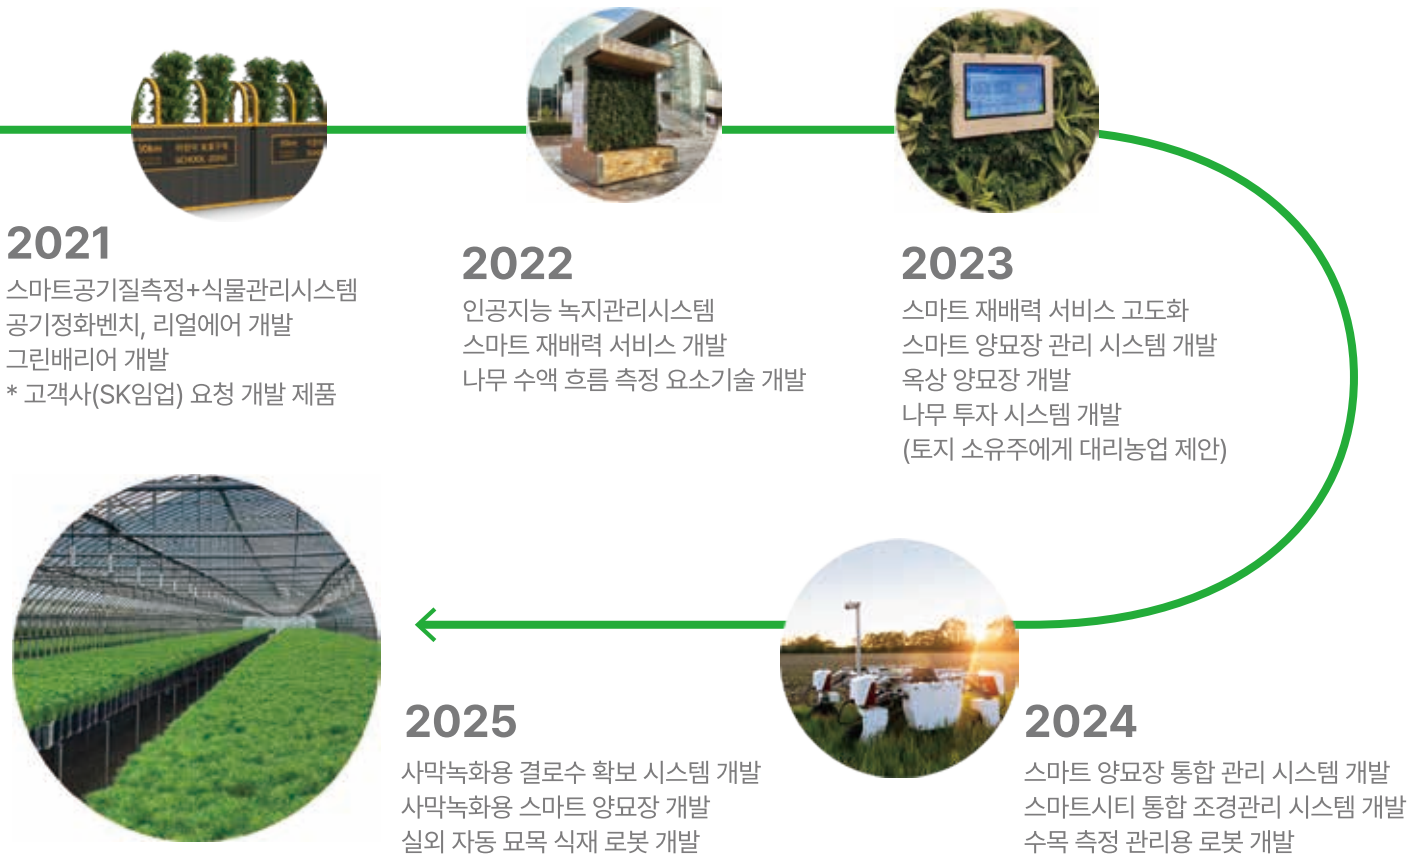 2021
스마트공기질측정+식물관리시스템
공기정화벤치, 리얼에어 개발
그린배리어 개발
* 고객사(SK임업) 요청 개발 제품
2022
인공지능 녹지관리시스템
스마트 재배력 서비스 개발
나무 수액 흐름 측정 요소기술 개발
2023
스마트 재배력 서비스 고도화
스마트 양묘장 관리 시스템 개발
옥상 양묘장 개발
나무 투자 시스템 개발
(토지 소유주에게 대리농업 제안)
2024
스마트 양묘장 통합 관리 시스템 개발
스마트시티 통합 조경관리 시스템 개발
수목 측정 관리용 로봇 개발
2025
사막녹화용 결로수 확보 시스템 개발
사막녹화용 스마트 양묘장 개발
실외 자동 묘목 식재 로봇 개발
SCHOOL ZONE